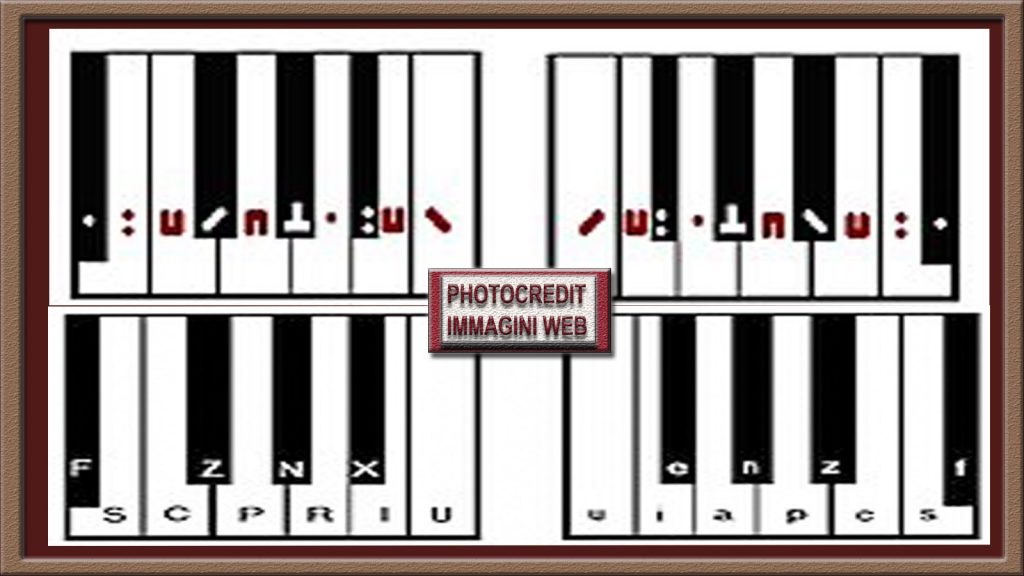 • : u / n ⊥ • : u \ / u : • ⊥ n \ u : •
PHOTOCREDIT
IMMAGINI WEB
F Z N X e n z f
S C P R I U u i a p c s